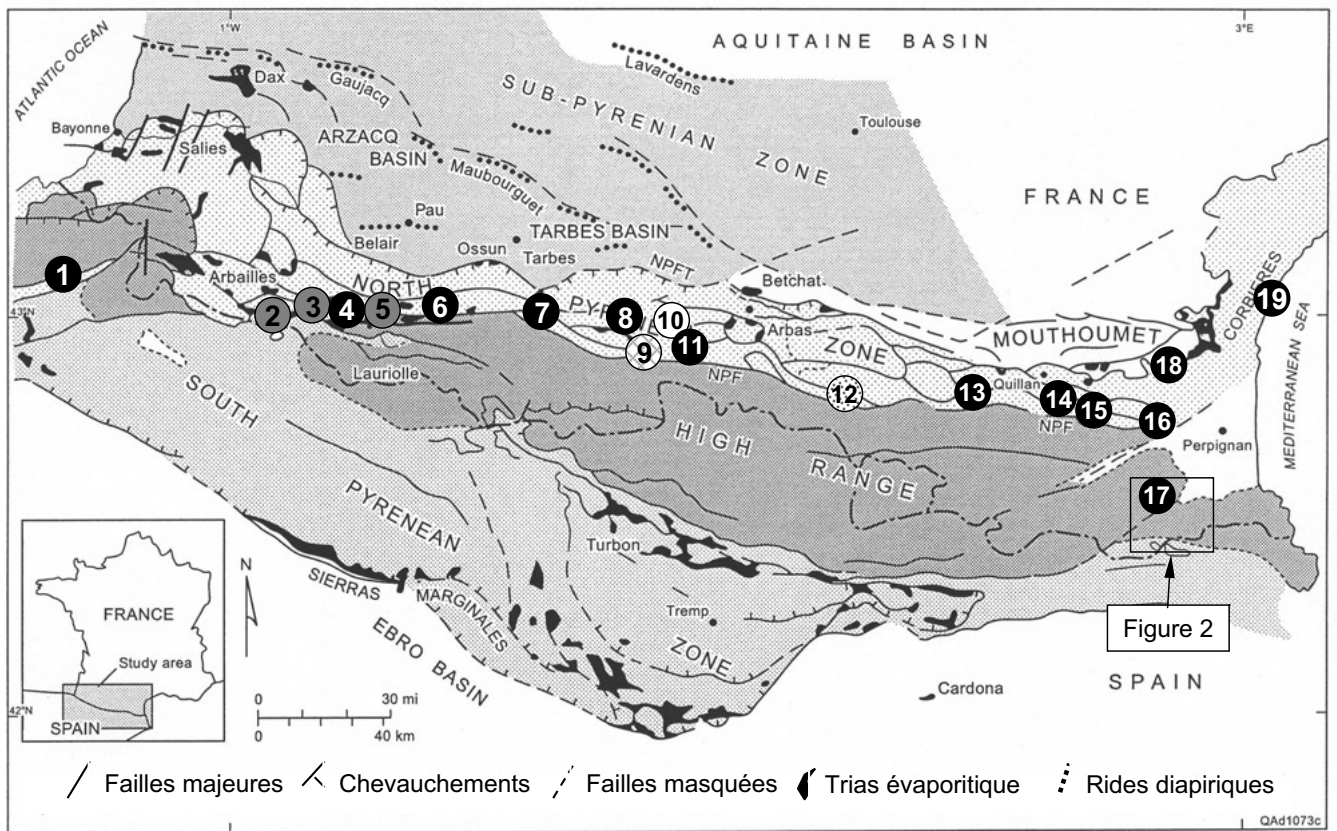 1°W
3°E
ATLANTIC OCEAN
AQUITAINE BASIN
Lavardens
Dax
Gaujacq
SUB-PYRENIAN ZONE
Toulouse
Bayonne
Salies
ARZACQ
BASIN
Maubourguet
FRANCE
Pau
Belair
Ossun
Tarbes
TARBES BASIN
NPFT
Betchat
Arbailles
NORTH
PYRENE
ZONE
Arbas
MOUTHOUMET
CORBIERES
MEDITERRANEAN SEA
1
2
3
4
5
6
7
8
9
10
11
12
13
14
15
16
17
18
19
43°N
Lauriolle
NPF
Quillan
NPF
Perpignan
SOUTH
PYRENEAN
ZONE
HIGH
RANGE
Turbon
Tremp
SIERRAS
MARGINALES
EBRO BASIN
Cardona
Figure 2
SPAIN
N
FRANCE
Study area
SPAIN
42°N
0 30 mi
0 40 km
Failles majeures
Chevauchements
Failles masquées
Trias évaporitique
Rides diapiriques
QAd1073c